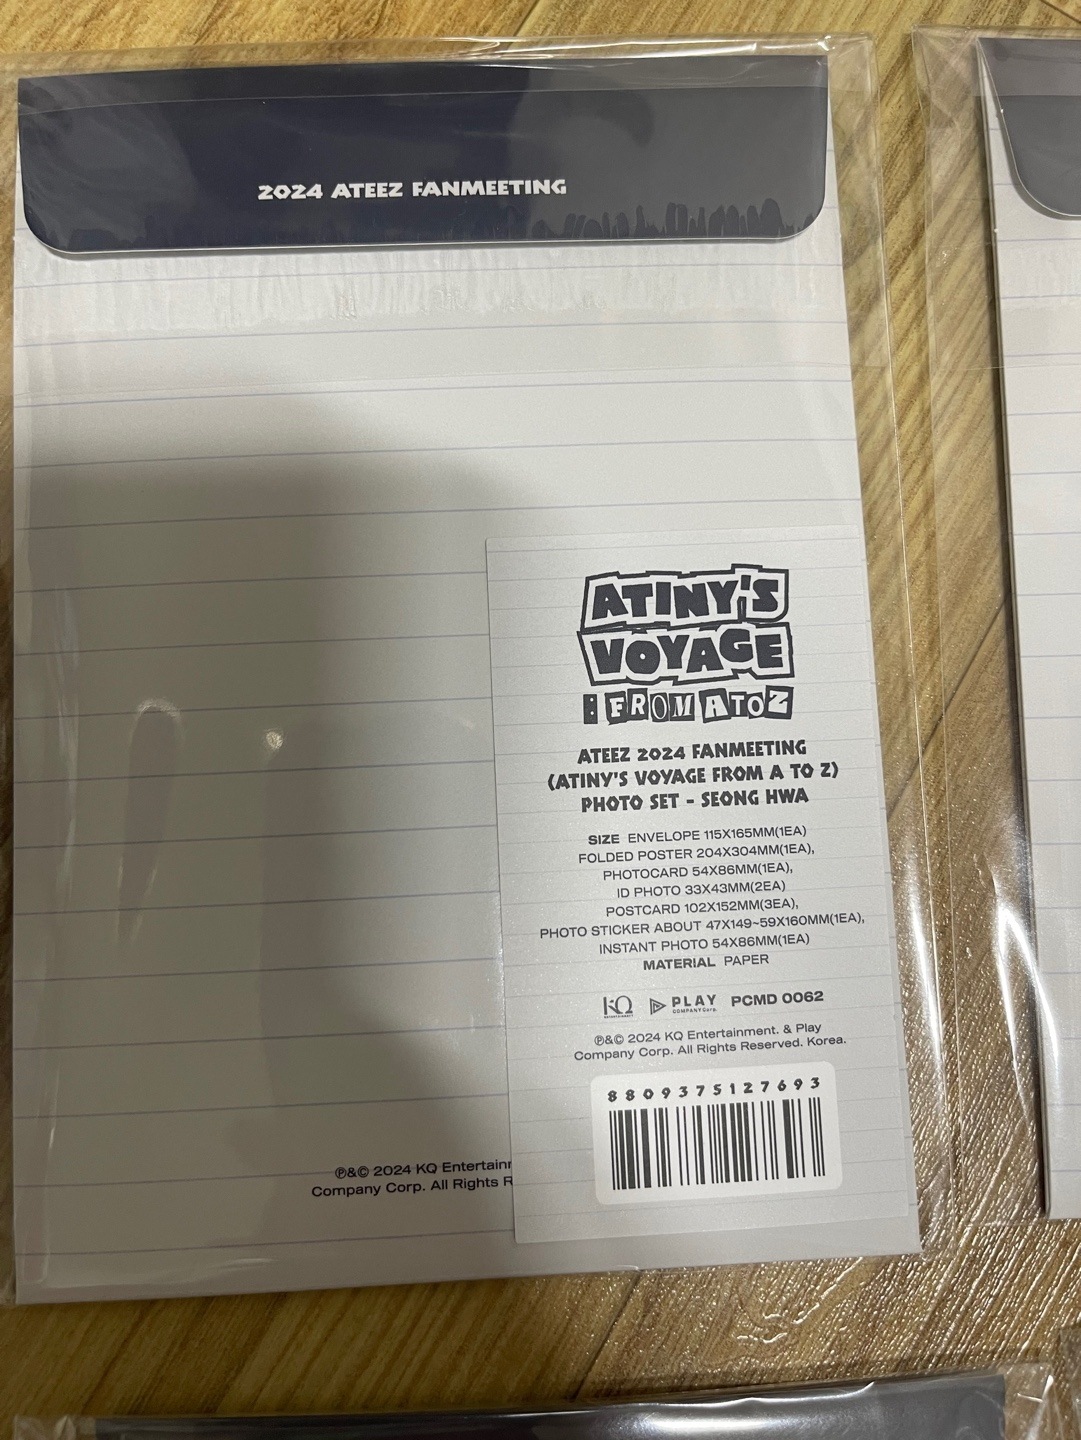 2024 ATEEZ FANMEETING
ATINY'S
VOYAGE
: FROM A TO Z
ATEEZ 2024 FANMEETING
(ATINY'S VOYAGE FROM A TO Z)
PHOTO SET - SEONG HWA
SIZE ENVELOPE 115X165MM(1EA)
FOLDED POSTER 204X304MM(1EA),
PHOTOCARD 54X86MM(1EA),
ID PHOTO 33X43MM(2EA)
POSTCARD 102X152MM(3EA),
PHOTO STICKER ABOUT 47X149~59X160MM(1EA),
INSTANT PHOTO 54X86MM(1EA)
MATERIAL PAPER
KQ ENTERTAINMENT PLAY COMPANY Corp. PCMD 0062
℗&© 2024 KQ Entertainment. & Play
Company Corp. All Rights Reserved. Korea.
8809375127693
℗&© 2024 KQ Entertainm
Company Corp. All Rights R